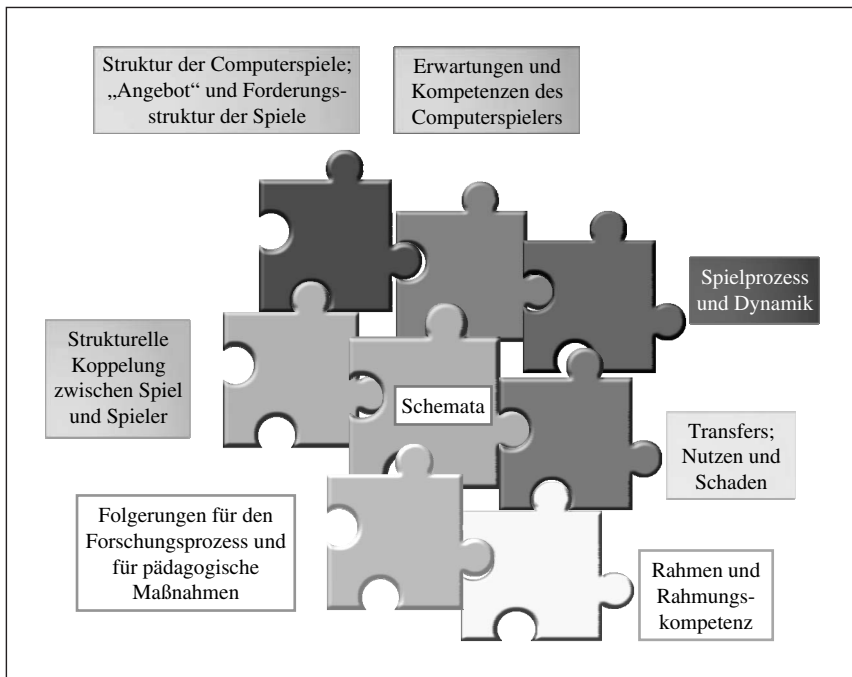 Struktur der Computerspiele;
„Angebot“ und Forderungs-
struktur der Spiele
Erwartungen und
Kompetenzen des
Computerspielers
Spielprozess
und Dynamik
Strukturelle
Koppelung
zwischen Spiel
und Spieler
Schemata
Transfers;
Nutzen und
Schaden
Folgerungen für den
Forschungsprozess und
für pädagogische
Maßnahmen
Rahmen und
Rahmungs-
kompetenz